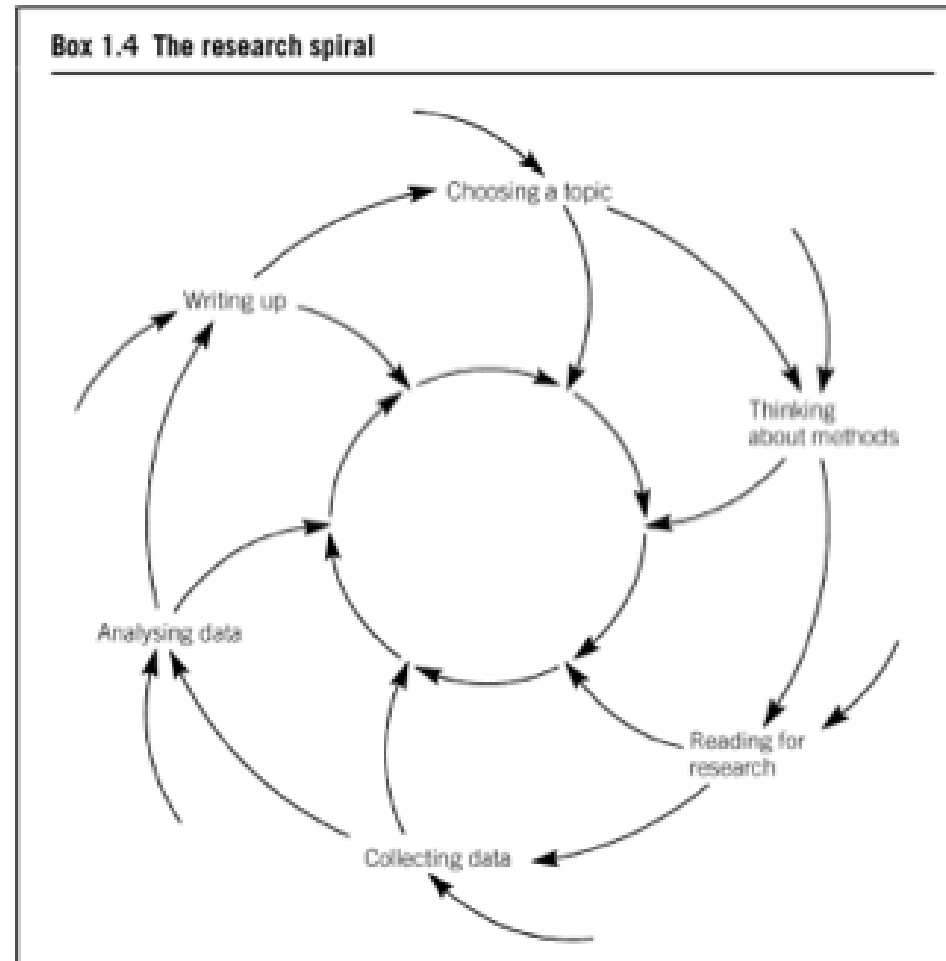 Box 1.4 The research spiral
Choosing a topic
Writing up
Thinking
about methods
Analysing data
Reading for
research
Collecting data